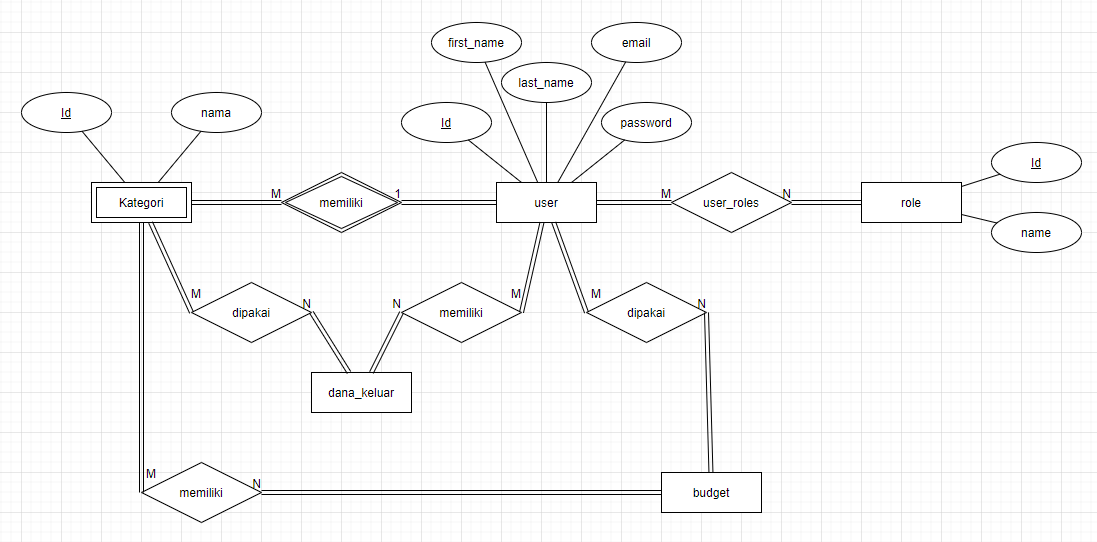 first_name
email
last_name
Id
nama
Id
password
Id
M
1
M
N
Kategori
memiliki
user
user_roles
role
name
M
N
N
M
M
N
dipakai
memiliki
dipakai
dana_keluar
M
N
memiliki
budget